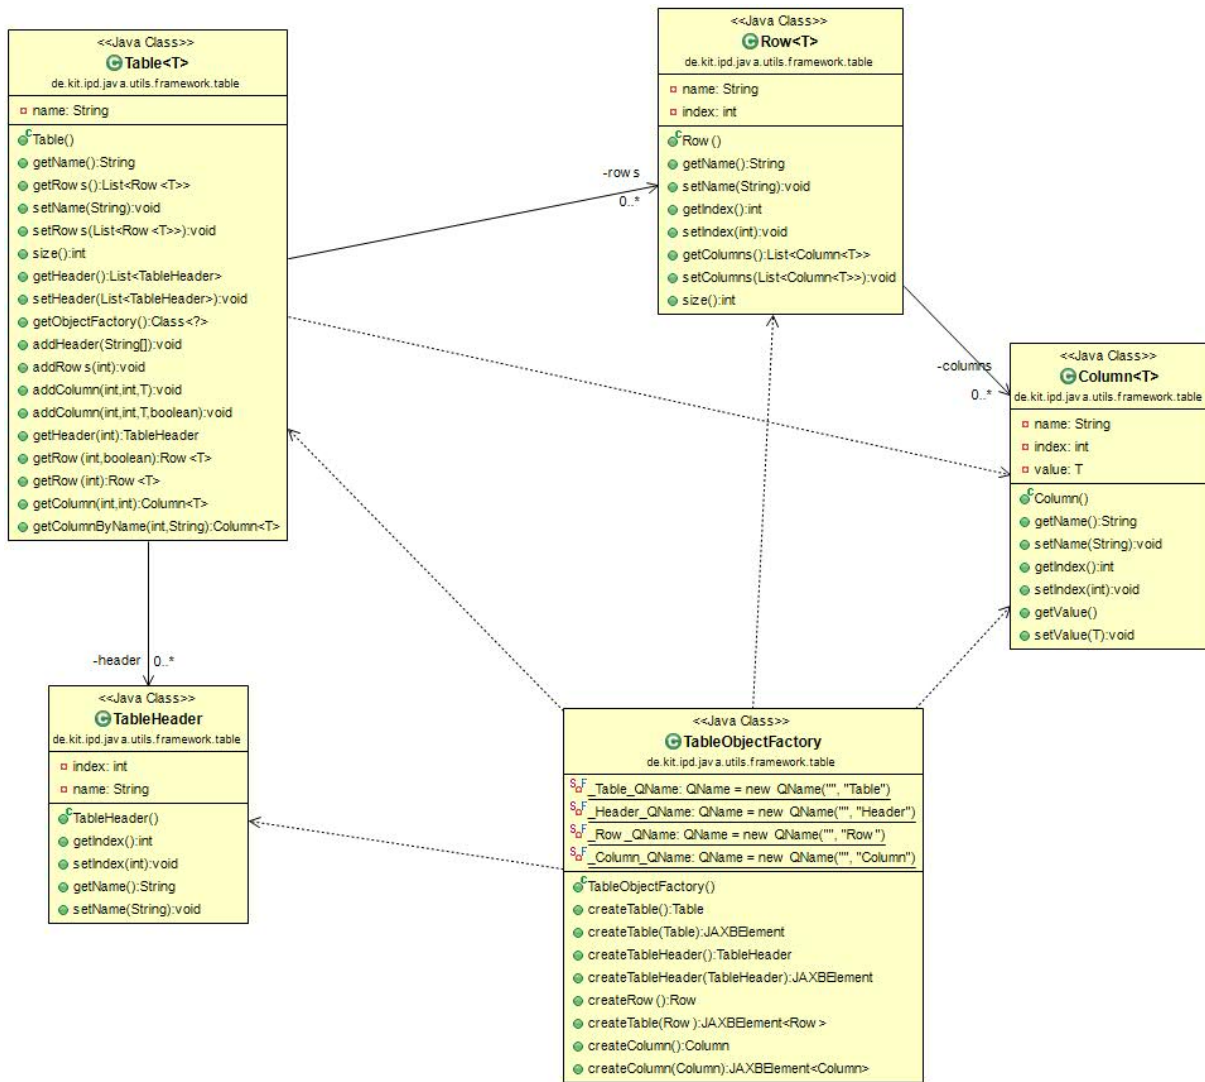 <<Java Class>>
Table<T>
de.kit.ipd.java.utils.framework.table
name: String
Table()
getName():String
getRows():List<Row<T>>
setName(String):void
setRows(List<Row<T>>):void
size():int
getHeader():List<TableHeader>
setHeader(List<TableHeader>):void
getObjectFactory():Class<?>
addHeader(String[]):void
addRows(int):void
addColumn(int,int,T):void
addColumn(int,int,T,boolean):void
getHeader(int):TableHeader
getRow(int,boolean):Row<T>
getRow(int):Row<T>
getColumn(int,int):Column<T>
getColumnByName(int,String):Column<T>
-rows
0..*
<<Java Class>>
Row<T>
de.kit.ipd.java.utils.framework.table
name: String
index: int
Row()
getName():String
setName(String):void
getIndex():int
setIndex(int):void
getColumns():List<Column<T>>
setColumns(List<Column<T>>):void
size():int
-columns
0..*
<<Java Class>>
Column<T>
de.kit.ipd.java.utils.framework.table
name: String
index: int
value: T
Column()
getName():String
setName(String):void
getIndex():int
setIndex(int):void
getValue()
setValue(T):void
-header 0..*
<<Java Class>>
TableHeader
de.kit.ipd.java.utils.framework.table
index: int
name: String
TableHeader()
getIndex():int
setIndex(int):void
getName():String
setName(String):void
<<Java Class>>
TableObjectFactory
de.kit.ipd.java.utils.framework.table
_Table_QName: QName = new QName("", "Table")
_Header_QName: QName = new QName("", "Header")
_Row_QName: QName = new QName("", "Row")
_Column_QName: QName = new QName("", "Column")
TableObjectFactory()
createTable():Table
createTable(Table):JAXBElement
createTableHeader():TableHeader
createTableHeader(TableHeader):JAXBElement
createRow():Row
createTable(Row):JAXBElement<Row>
createColumn():Column
createColumn(Column):JAXBElement<Column>